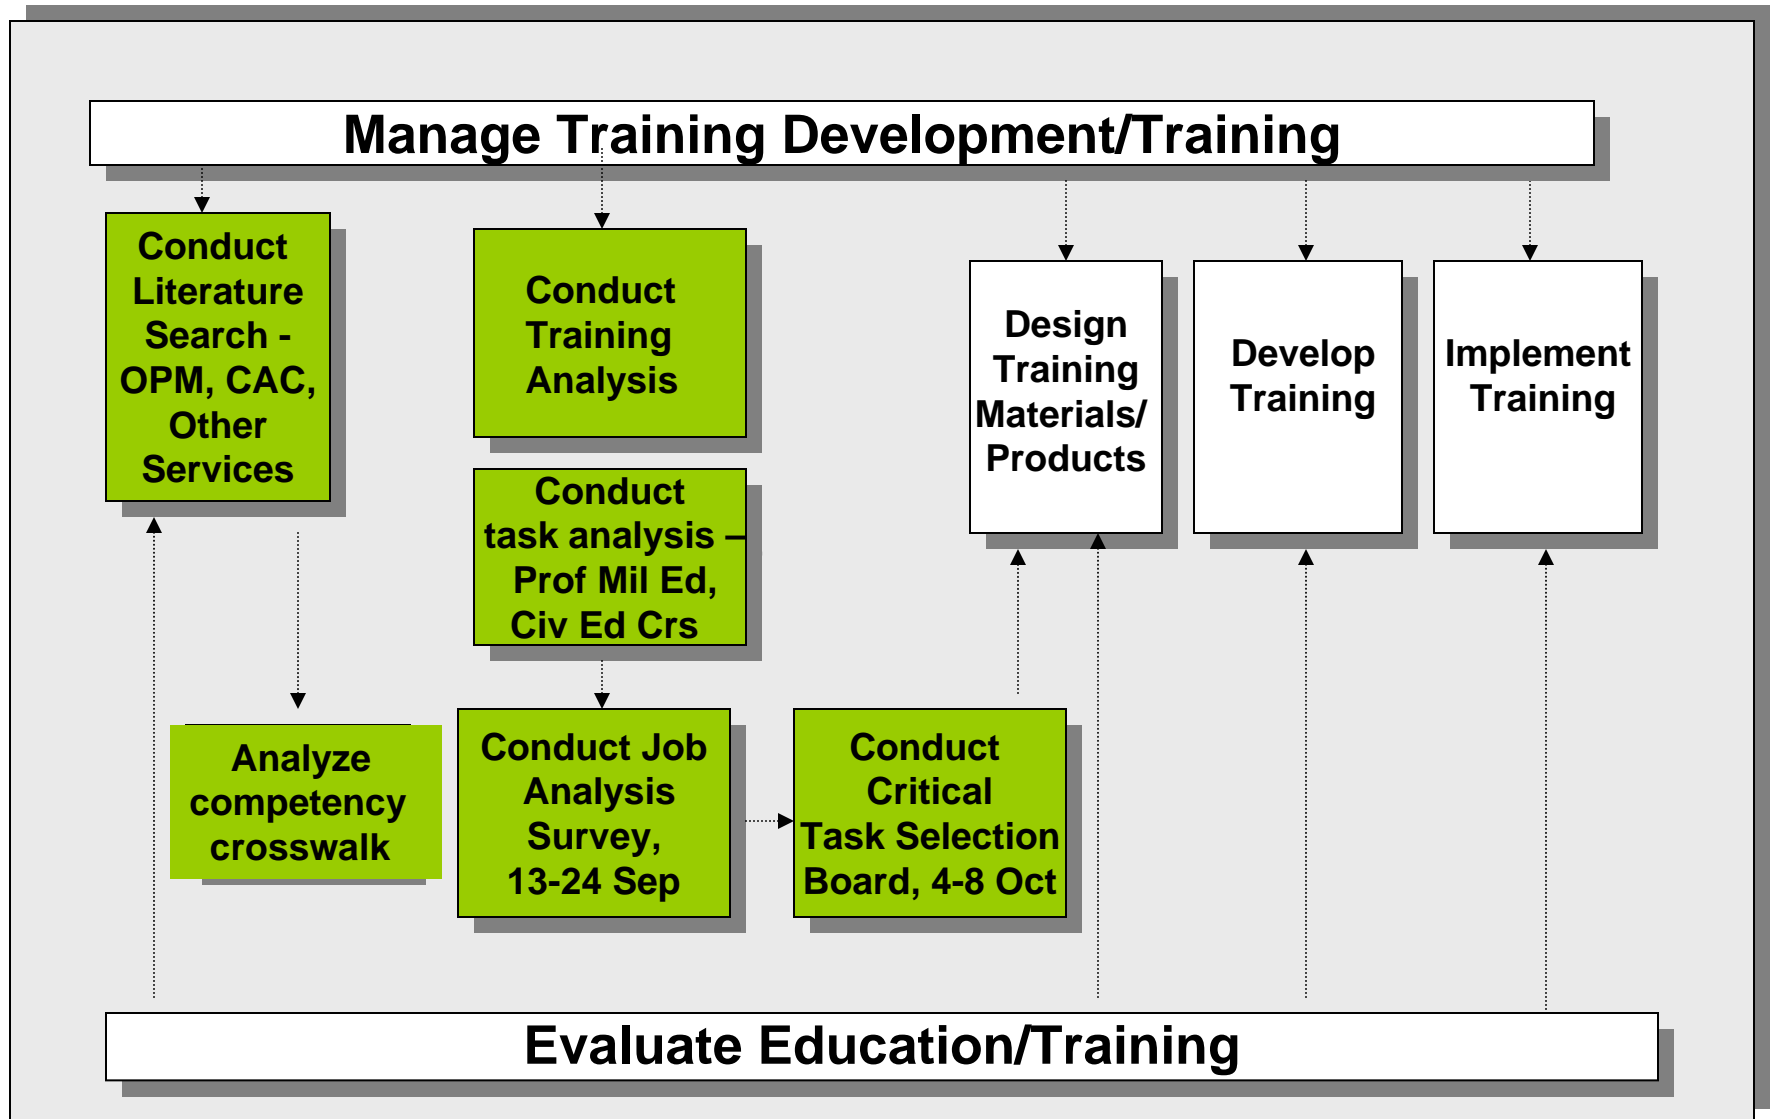 Manage Training Development/Training
Conduct
Literature
Search -
OPM, CAC,
Other
Services
Conduct
Training
Analysis
Design
Training
Materials/
Products
Develop
Training
Implement
Training
Conduct
task analysis –
Prof Mil Ed,
Civ Ed Crs
Analyze
competency
crosswalk
Conduct Job
Analysis
Survey,
13-24 Sep
Conduct
Critical
Task Selection
Board, 4-8 Oct
Evaluate Education/Training